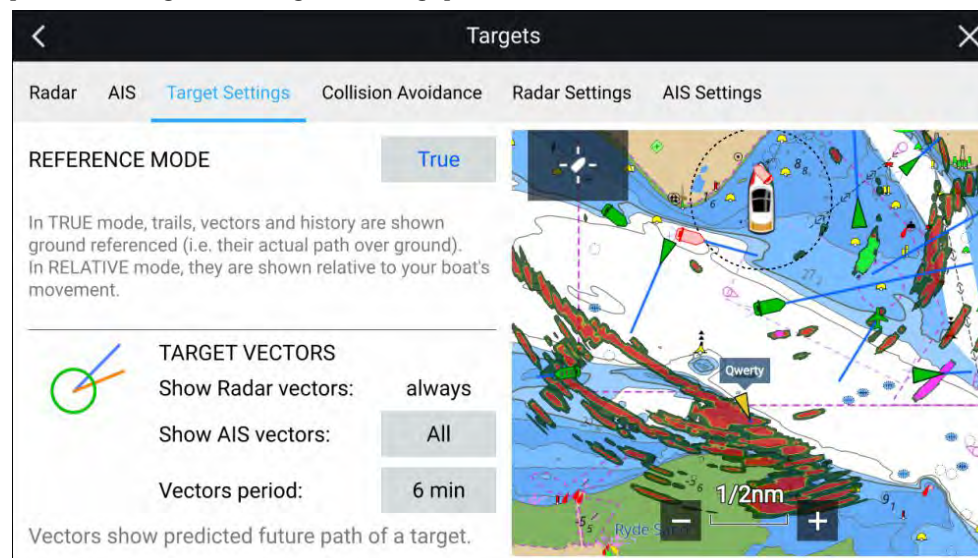 Targets
Radar AIS Target Settings Collision Avoidance Radar Settings AIS Settings
REFERENCE MODE True
In TRUE mode, trails, vectors and history are shown
ground referenced (i.e. their actual path over ground).
In RELATIVE mode, they are shown relative to your boat's
movement.
TARGET VECTORS
Show Radar vectors: always
Show AIS vectors: All
Vectors period: 6 min
Vectors show predicted future path of a target.
Qwerty
1/2nm
Ryde